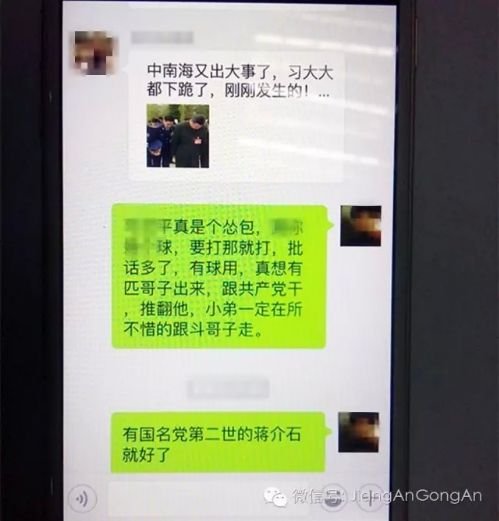 中南海又出大事了，习大大
都下跪了，刚刚发生的！...
平真是个怂包，
球，要打那就打，批
话多了，有球用，真想有
匹哥子出来，跟共产党干
，推翻他，小弟一定在所
不惜的跟斗哥子走。
有国名党第二世的蒋介石
就好了
微信号: JiangAnGongAn